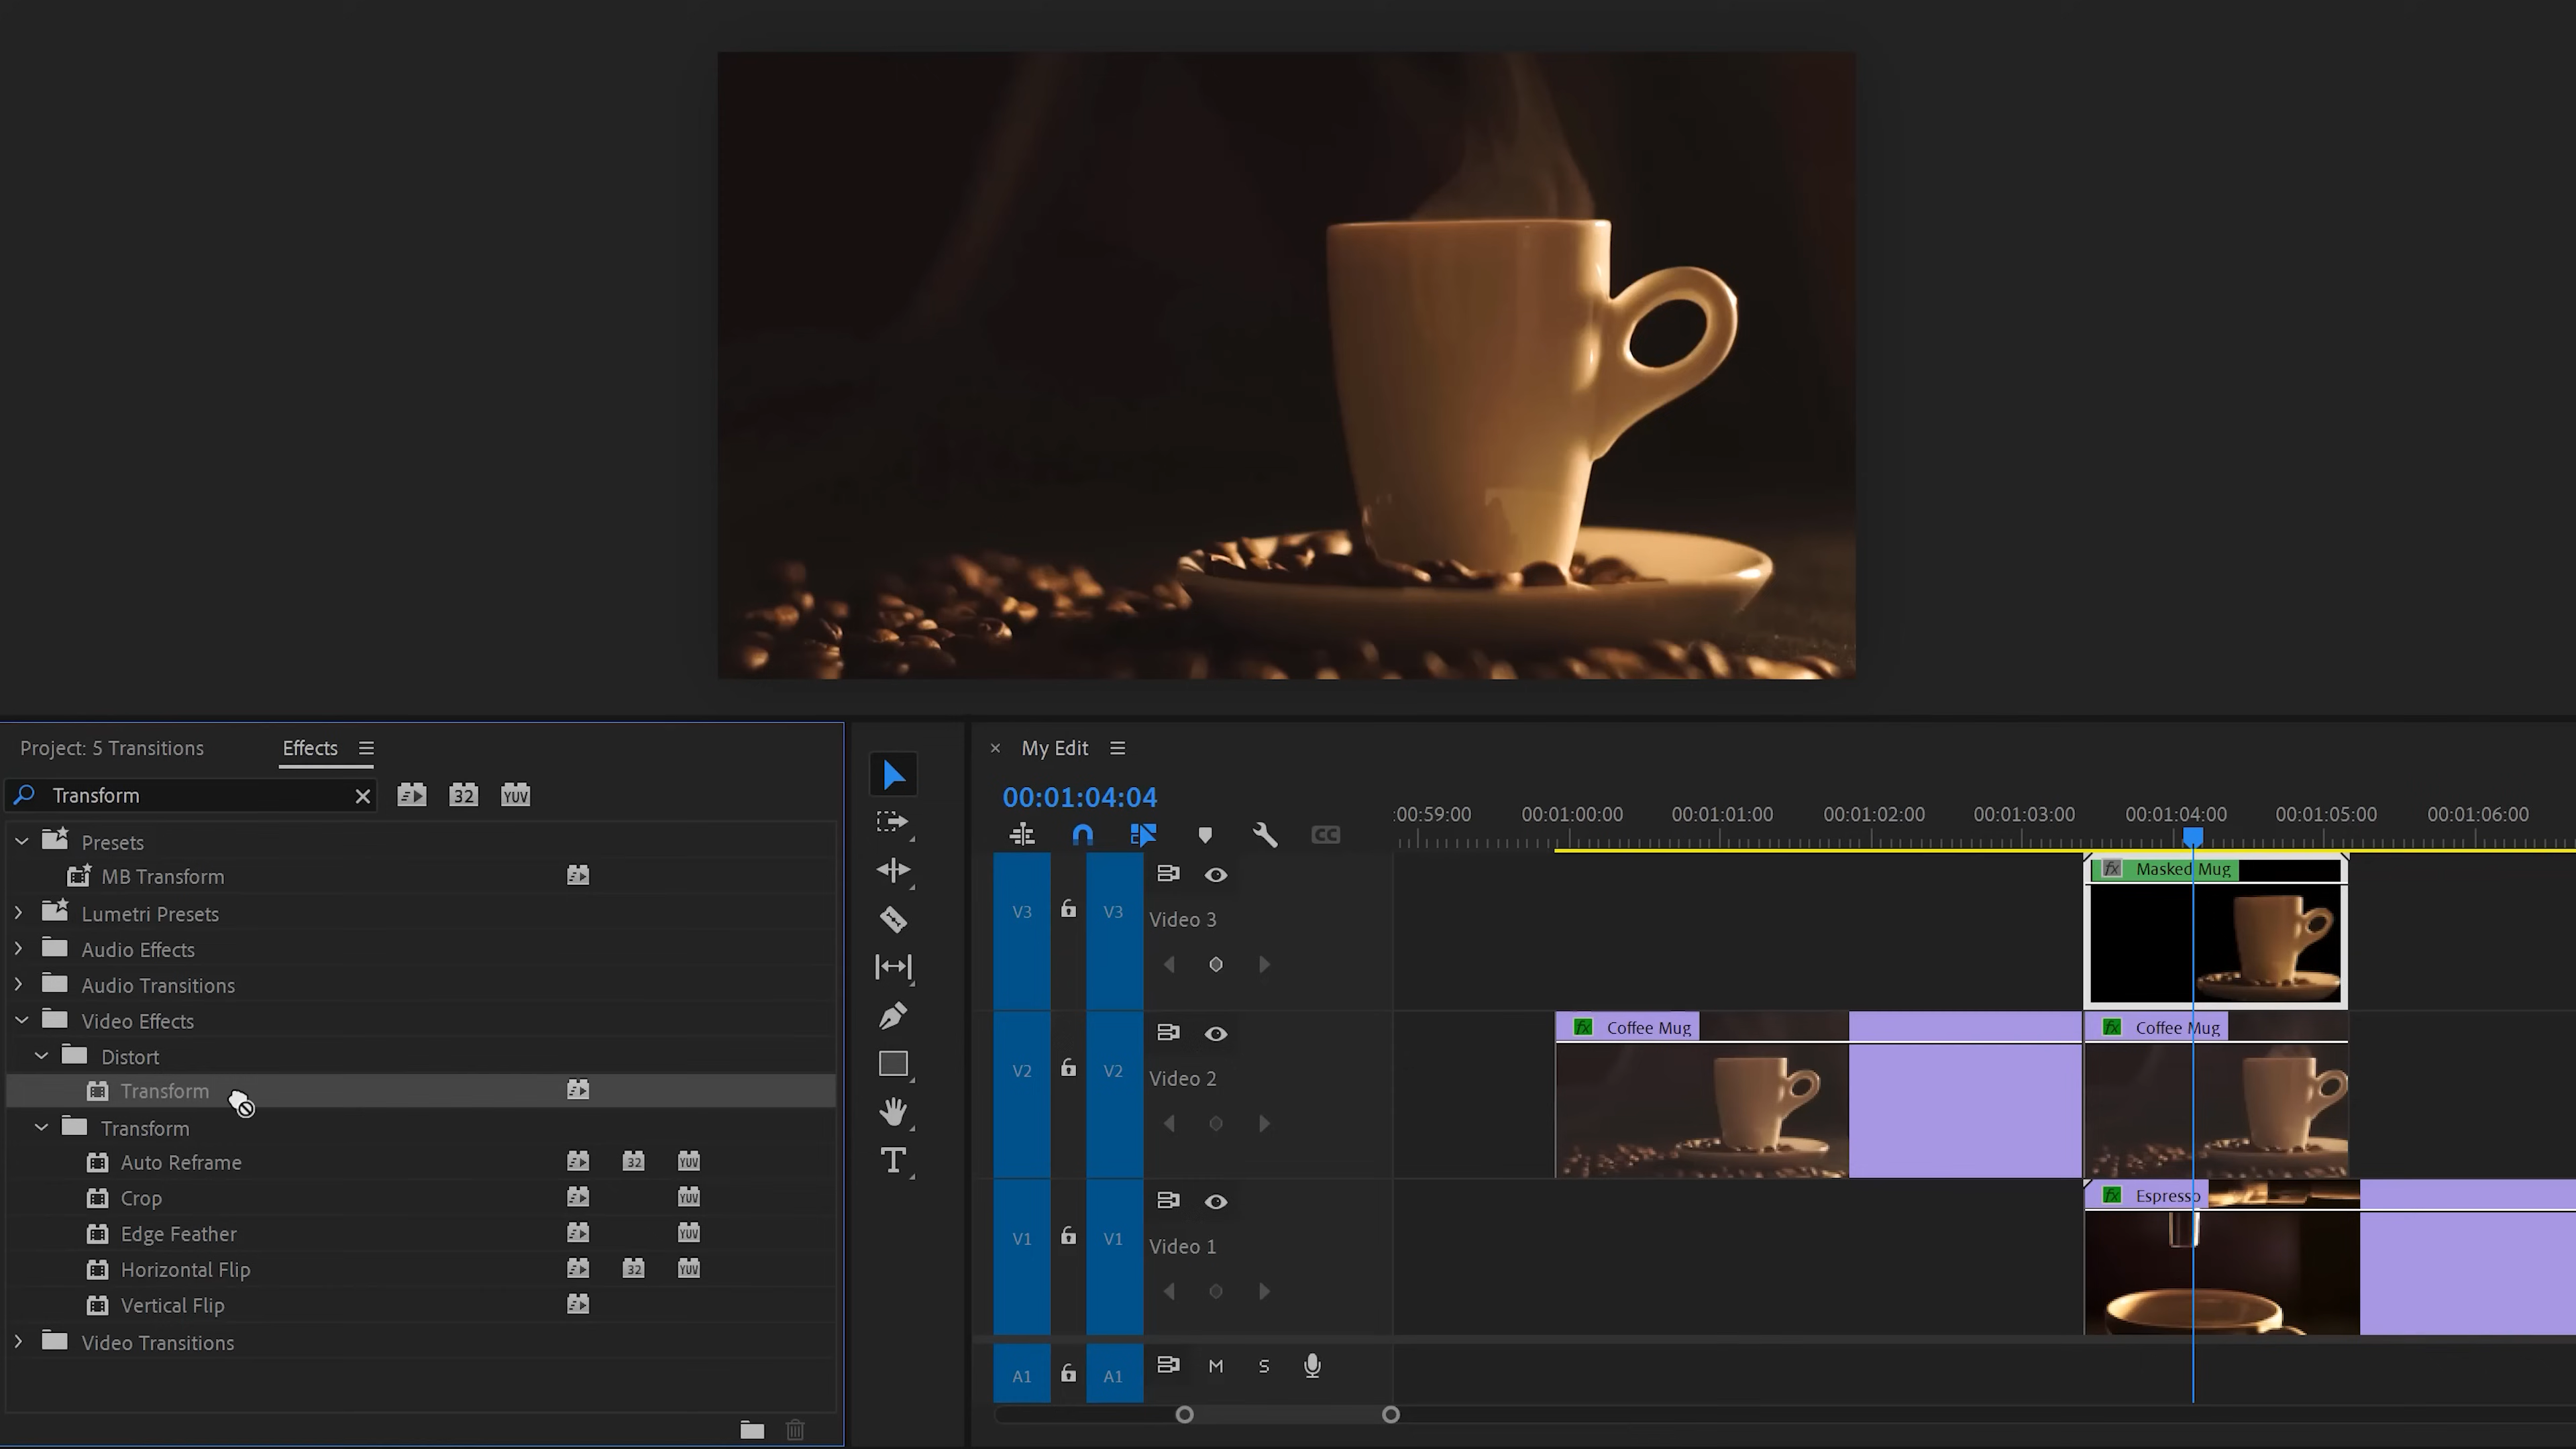 Project: 5 Transitions
Effects
Transform
32
YUV
Presets
MB Transform
Lumetri Presets
Audio Effects
Audio Transitions
Video Effects
Distort
Transform
Transform
Auto Reframe
32
YUV
Crop
YUV
Edge Feather
YUV
Horizontal Flip
32
YUV
Vertical Flip
Video Transitions
T
× My Edit
00:01:04:04
CC
:00:59:00
00:01:00:00
00:01:01:00
00:01:02:00
00:01:03:00
00:01:04:00
00:01:05:00
00:01:06:00
V3
V3
Video 3
fx Masked Mug
V2
V2
Video 2
fx Coffee Mug
fx Coffee Mug
V1
V1
Video 1
fx Espresso
A1
A1
M
S